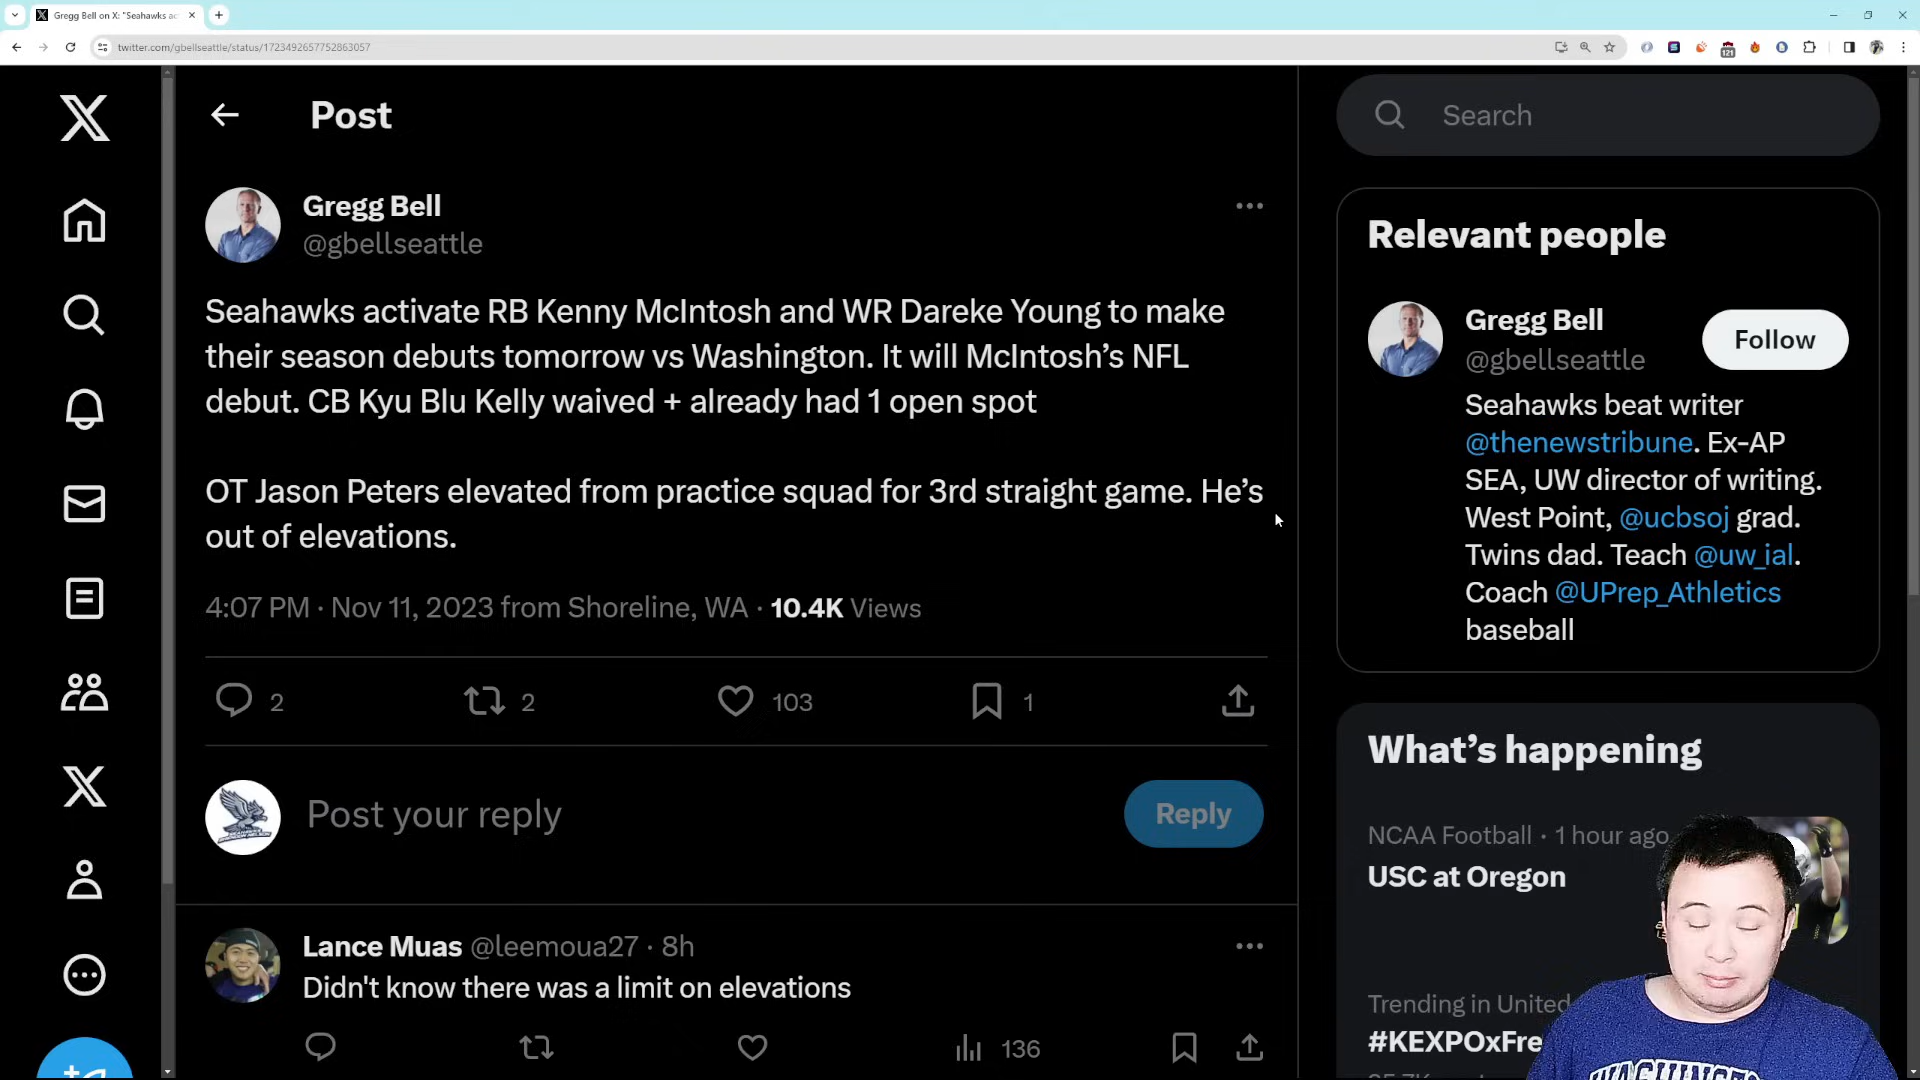 Gregg Bell on X: "Seahawks ac
twitter.com/gbellseattle/status/1723492657752863057
121
Post
Search
Gregg Bell
@gbellseattle
Seahawks activate RB Kenny McIntosh and WR Dareke Young to make
their season debuts tomorrow vs Washington. It will McIntosh’s NFL
debut. CB Kyu Blu Kelly waived + already had 1 open spot
OT Jason Peters elevated from practice squad for 3rd straight game. He’s
out of elevations.
4:07 PM · Nov 11, 2023 from Shoreline, WA · 10.4K Views
2 2 103 1
Post your reply
Reply
Lance Muas @leemoua27 · 8h
Didn't know there was a limit on elevations
136
Relevant people
Gregg Bell
@gbellseattle
Follow
Seahawks beat writer
@thenewstribune. Ex-AP
SEA, UW director of writing.
West Point, @ucbsoj grad.
Twins dad. Teach @uw_ial.
Coach @UPrep_Athletics
baseball
What’s happening
NCAA Football · 1 hour ago
USC at Oregon
Trending in United
#KEXPOxFre